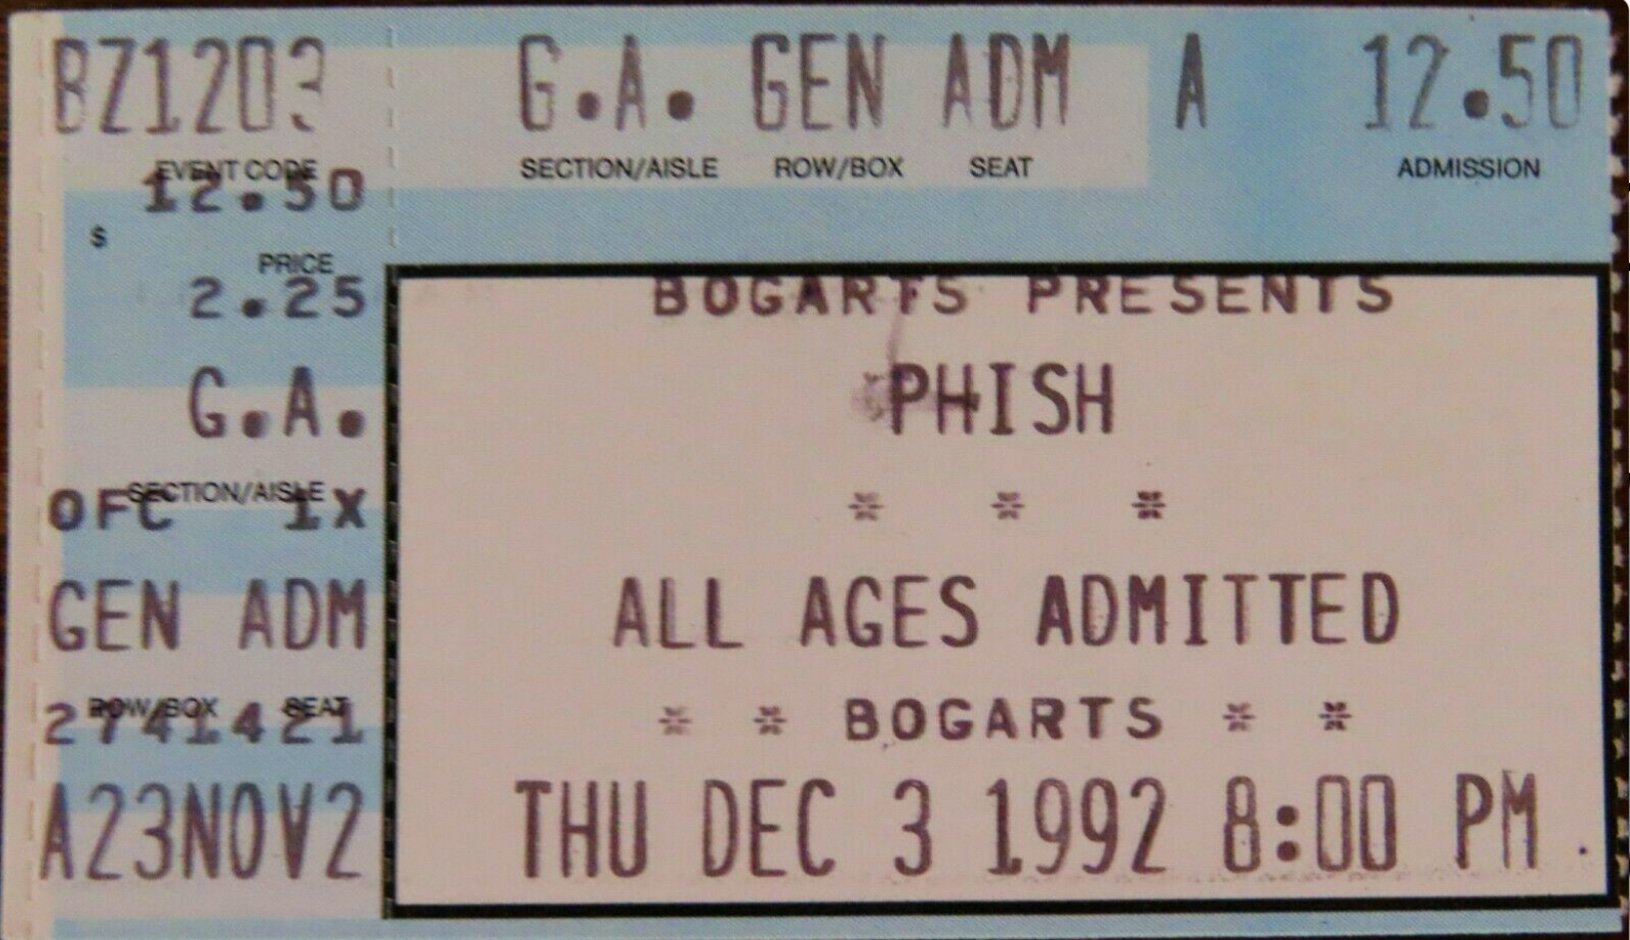 BZ1203
EVENT CODE
12.50
$
PRICE
2.25
G.A.
SECTION/AISLE
OFC 1X
GEN ADM
ROW/BOX SEAT
2741421
A23NOV2
G.A. GEN ADM A 12.50
SECTION/AISLE ROW/BOX SEAT ADMISSION
BOGARTS PRESENTS
PHISH
* * *
ALL AGES ADMITTED
* * BOGARTS * *
THU DEC 3 1992 8:00 PM